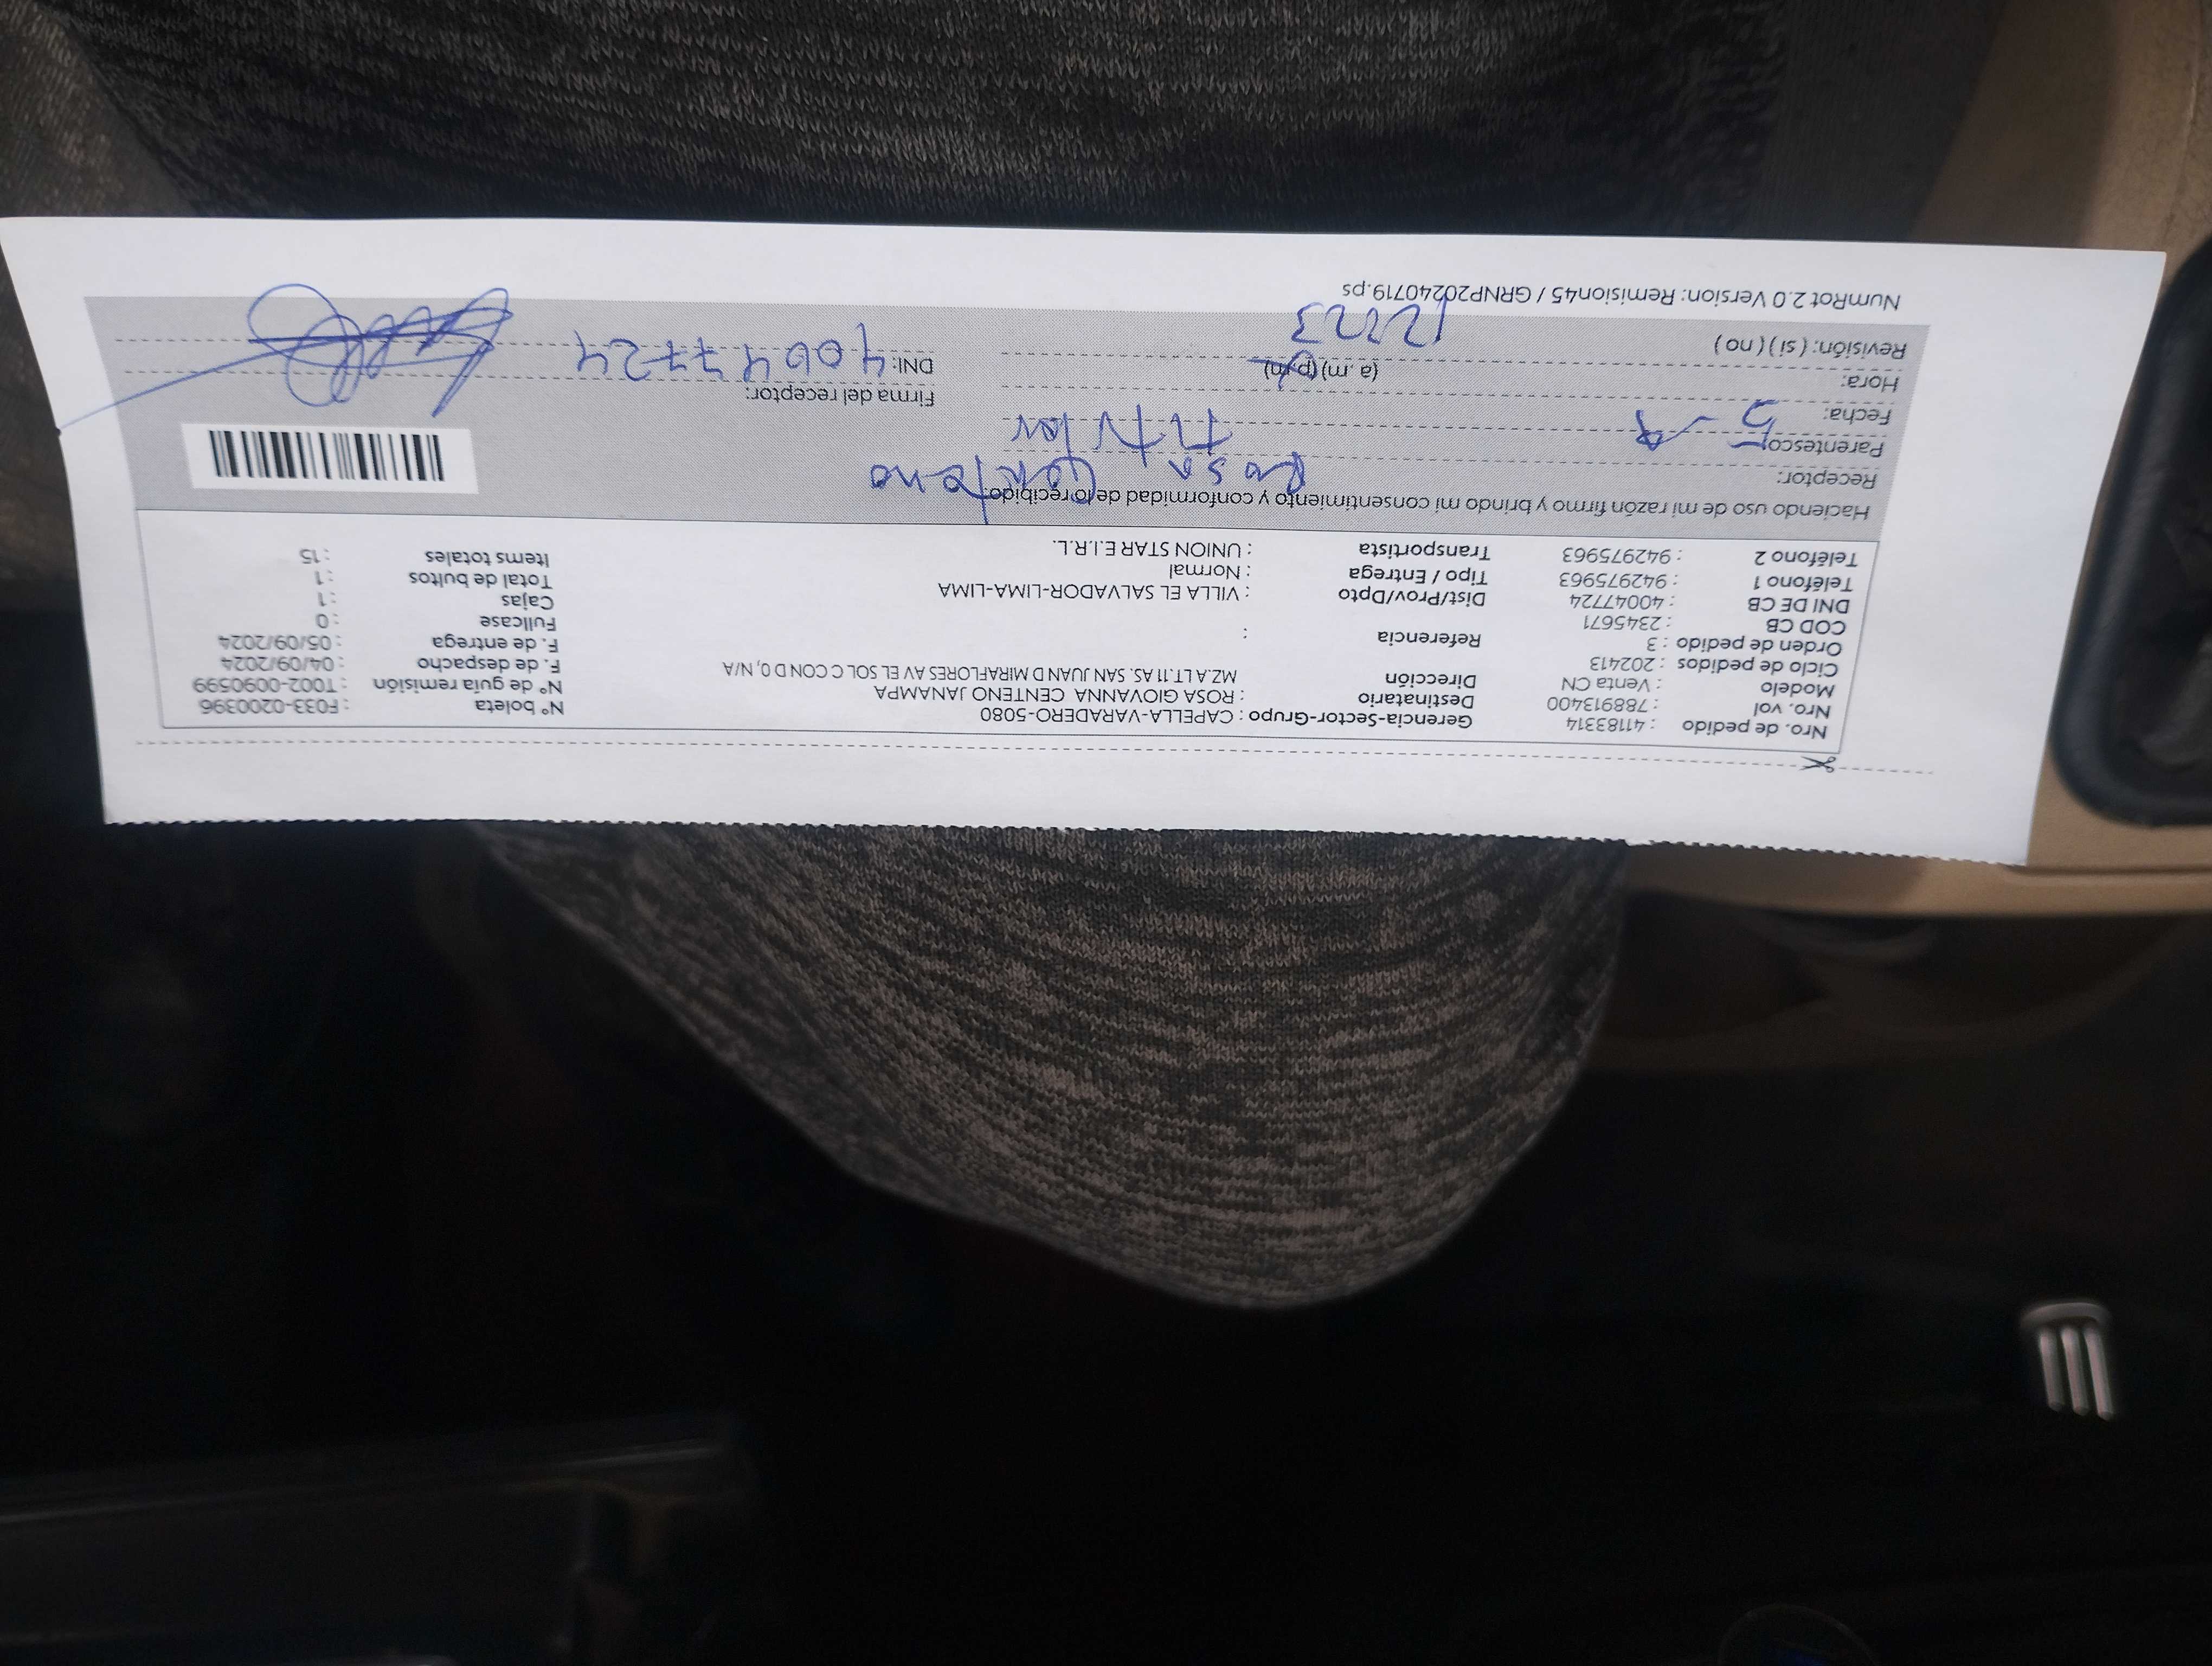 Nro. de pedido : 41183314 Gerencia-Sector-Grupo : CAPELLA-VARADERO-5080 N° boleta : F033-0200396
Nro. vol : 788913400 Destinatario : ROSA GIOVANNA CENTENO JANAMPA N° de guía remisión : T002-0090599
Modelo : Venta CN Dirección MZ.A LT.11 AS. SAN JUAN D MIRAFLORES AV EL SOL C CON D 0, N/A F. de despacho : 04/09/2024
Ciclo de pedidos : 202413 F. de entrega : 05/09/2024
Orden de pedido : 3 Referencia : Fullcase : 0
COD CB : 2345671 Cajas : 1
DNI DE CB : 40047724 Dist/Prov/Dpto : VILLA EL SALVADOR-LIMA-LIMA Total de bultos : 1
Teléfono 1 : 942975963 Tipo / Entrega : Normal Items totales : 15
Teléfono 2 : 942975963 Transportista : UNION STAR E.I.R.L.
Haciendo uso de mi razón firmo y brindo mi consentimiento y conformidad de lo recibido:
Receptor: Rosa Centeno
Parentesco: Titular
Fecha: 5-9
Hora: (a .m) (p.m) Firma del receptor:
Revisión: ( si ) ( no ) 12:23 DNI: 40047724
NumRot 2.0 Version: Remision45 / GRNP20240719.ps